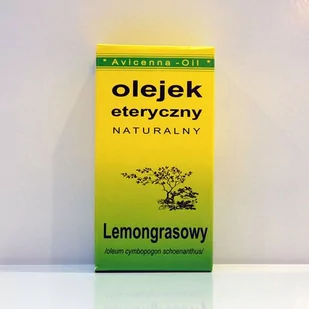 * Avicenna - Oil *
olejek
eteryczny
NATURALNY
Lemongrasowy
/oleum cymbopogon schoenanthus/